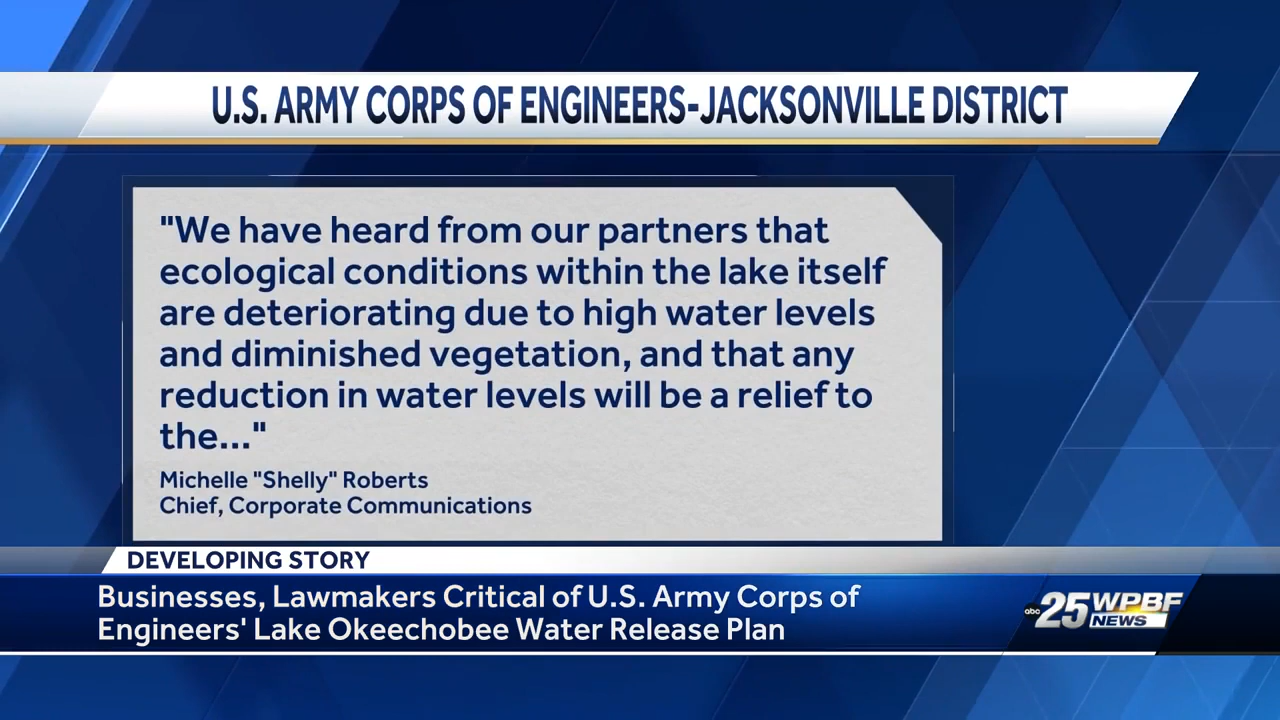 U.S. ARMY CORPS OF ENGINEERS-JACKSONVILLE DISTRICT
"We have heard from our partners that
ecological conditions within the lake itself
are deteriorating due to high water levels
and diminished vegetation, and that any
reduction in water levels will be a relief to
the..."
Michelle "Shelly" Roberts
Chief, Corporate Communications
DEVELOPING STORY
Businesses, Lawmakers Critical of U.S. Army Corps of
Engineers' Lake Okeechobee Water Release Plan
abc 25 WPBF
NEWS